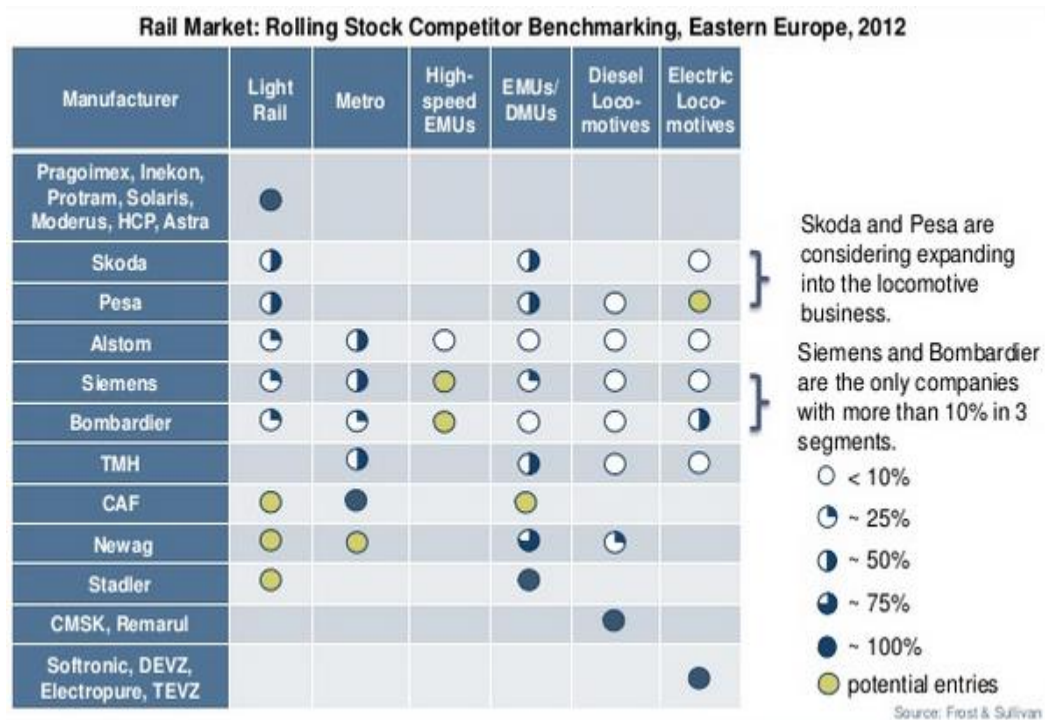 Rail Market: Rolling Stock Competitor Benchmarking, Eastern Europe, 2012
Manufacturer
Light
Rail
Metro
High-
speed
EMUs
EMUs/
DMUs
Diesel
Loco-
motives
Electric
Loco-
motives
Pragoimex, Inekon,
Protram, Solaris,
Moderus, HCP, Astra
Skoda
Pesa
Alstom
Siemens
Bombardier
TMH
CAF
Newag
Stadler
CMSK, Remarul
Softronic, DEVZ,
Electropure, TEVZ
Skoda and Pesa are
considering expanding
into the locomotive
business.
Siemens and Bombardier
are the only companies
with more than 10% in 3
segments.
< 10%
~ 25%
~ 50%
~ 75%
~ 100%
potential entries
Source: Frost & Sullivan